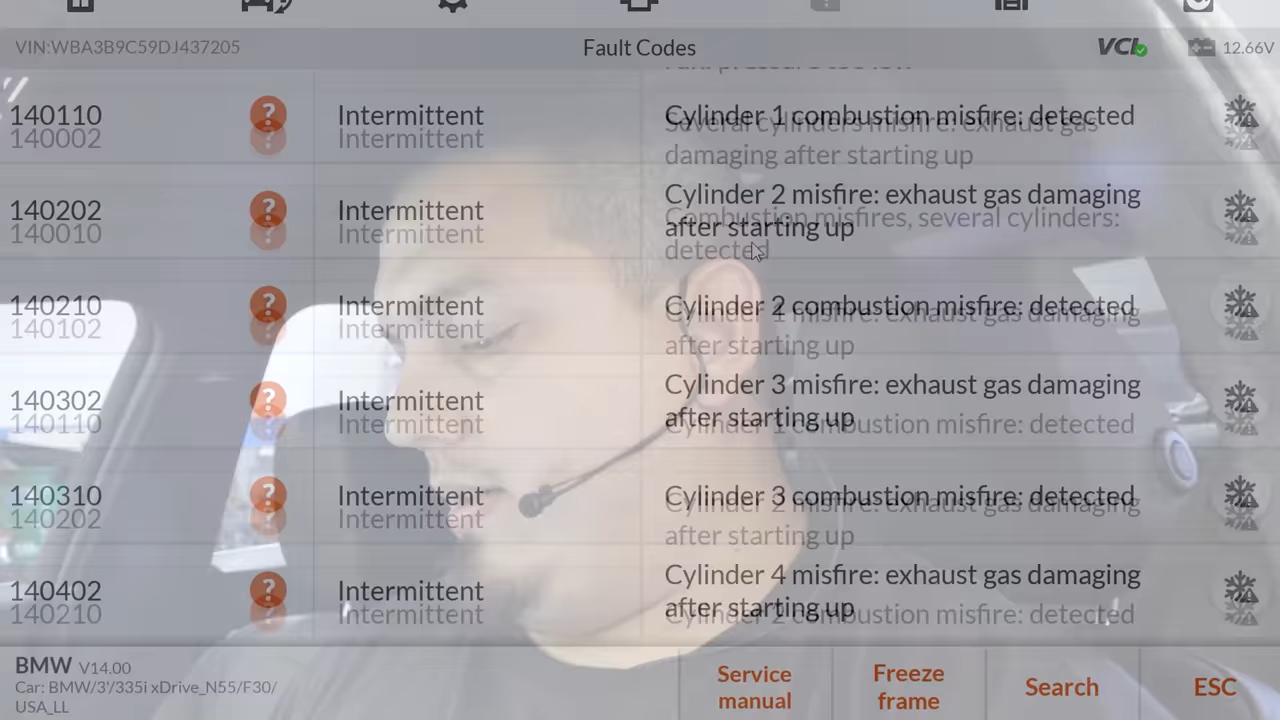 VIN:WBA3B9C59DJ437205 Fault Codes VCI 12.66V
Fuel pressure too low
140110 ? Intermittent Cylinder 1 combustion misfire: detected
140002 Intermittent Several cylinders misfire: exhaust gas
damaging after starting up
Cylinder 2 misfire: exhaust gas damaging
140202 ? Intermittent after starting up
140010 Intermittent Combustion misfires, several cylinders:
detected
140210 ? Intermittent Cylinder 2 combustion misfire: detected
140102 Intermittent Cylinder 1 misfire: exhaust gas damaging
after starting up
Cylinder 3 misfire: exhaust gas damaging
140302 ? Intermittent after starting up
140110 Intermittent Cylinder 1 combustion misfire: detected
140310 ? Intermittent Cylinder 3 combustion misfire: detected
140202 Intermittent Cylinder 2 misfire: exhaust gas damaging
after starting up
Cylinder 4 misfire: exhaust gas damaging
140402 ? Intermittent after starting up
140210 Intermittent Cylinder 2 combustion misfire: detected
BMW V14.00
Car: BMW/3'/335i xDrive_N55/F30/
USA_LL
Service
manual
Freeze
frame
Search
ESC